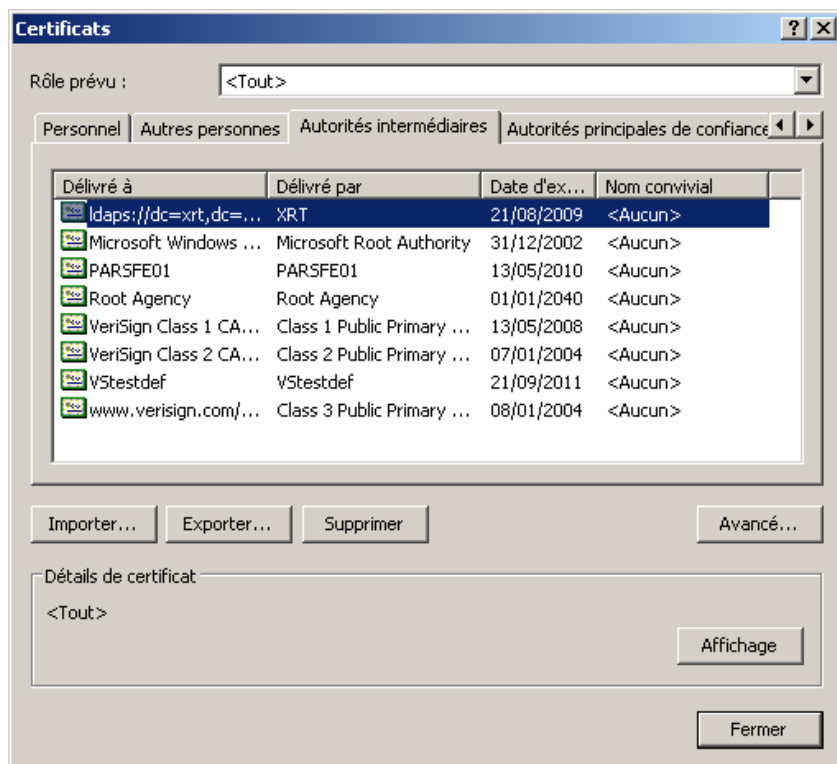 Certificats
Rôle prévu : <Tout>
Personnel Autres personnes Autorités intermédiaires Autorités principales de confiance
Délivré à Délivré par Date d'ex... Nom convivial
ldaps://dc=xrt,dc=... XRT 21/08/2009 <Aucun>
Microsoft Windows ... Microsoft Root Authority 31/12/2002 <Aucun>
PARSFE01 PARSFE01 13/05/2010 <Aucun>
Root Agency Root Agency 01/01/2040 <Aucun>
VeriSign Class 1 CA... Class 1 Public Primary ... 13/05/2008 <Aucun>
VeriSign Class 2 CA... Class 2 Public Primary ... 07/01/2004 <Aucun>
VStestdef VStestdef 21/09/2011 <Aucun>
www.verisign.com/... Class 3 Public Primary ... 08/01/2004 <Aucun>
Importer... Exporter... Supprimer Avancé...
Détails de certificat
<Tout>
Affichage
Fermer